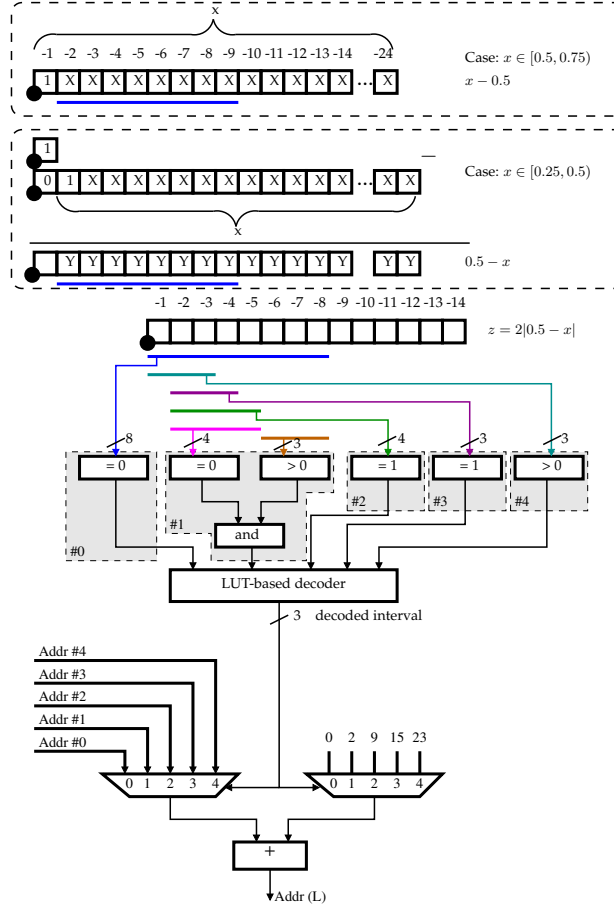 x
-1 -2 -3 -4 -5 -6 -7 -8 -9 -10 -11 -12 -13 -14 -24
Case: x ∈ [0.5, 0.75)
1 X X X X X X X X X X X X X ... X
x − 0.5
1
−
0 1 X X X X X X X X X X X X ... X X
Case: x ∈ [0.25, 0.5)
x
Y Y Y Y Y Y Y Y Y Y Y Y Y Y Y
0.5 − x
-1 -2 -3 -4 -5 -6 -7 -8 -9 -10 -11 -12 -13 -14
z = 2|0.5 − x|
8 4 3 4 3 3
= 0 = 0 > 0 = 1 = 1 > 0
#2 #3 #4
#1
and
#0
LUT-based decoder
3 decoded interval
Addr #4
Addr #3
Addr #2
Addr #1
Addr #0
0 2 9 15 23
0 1 2 3 4
0 1 2 3 4
+
Addr (L)